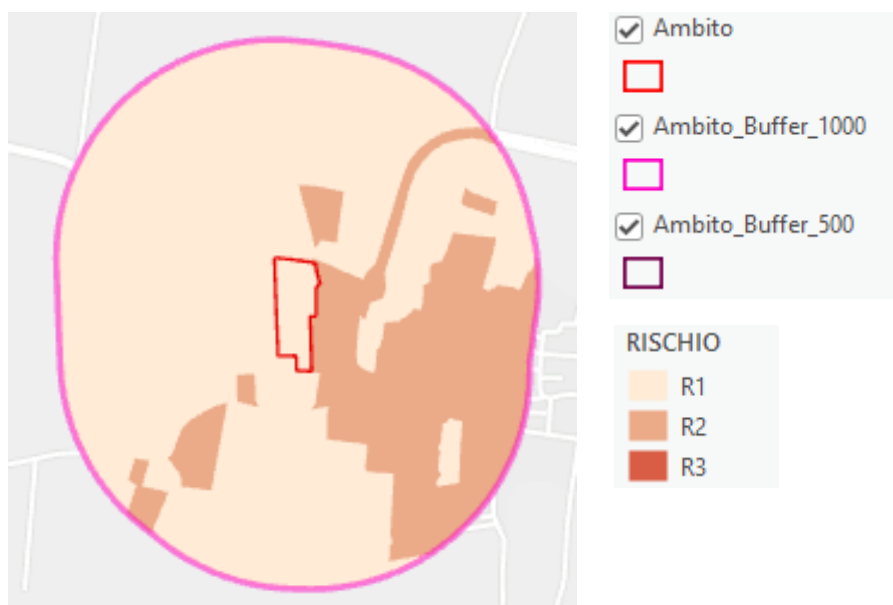 Ambito
Ambito_Buffer_1000
Ambito_Buffer_500
RISCHIO
R1
R2
R3